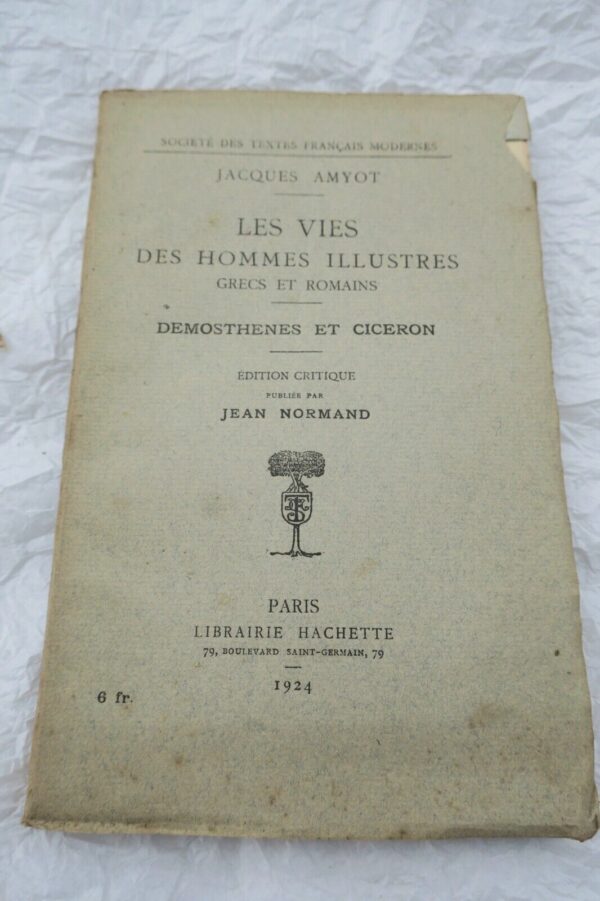 SOCIÉTÉ DES TEXTES FRANÇAIS MODERNES
JACQUES AMYOT
LES VIES
DES HOMMES ILLUSTRES
GRECS ET ROMAINS
DEMOSTHENES ET CICERON
ÉDITION CRITIQUE
PUBLIÉE PAR
JEAN NORMAND
PARIS
LIBRAIRIE HACHETTE
79, BOULEVARD SAINT-GERMAIN, 79
1924
6 fr.